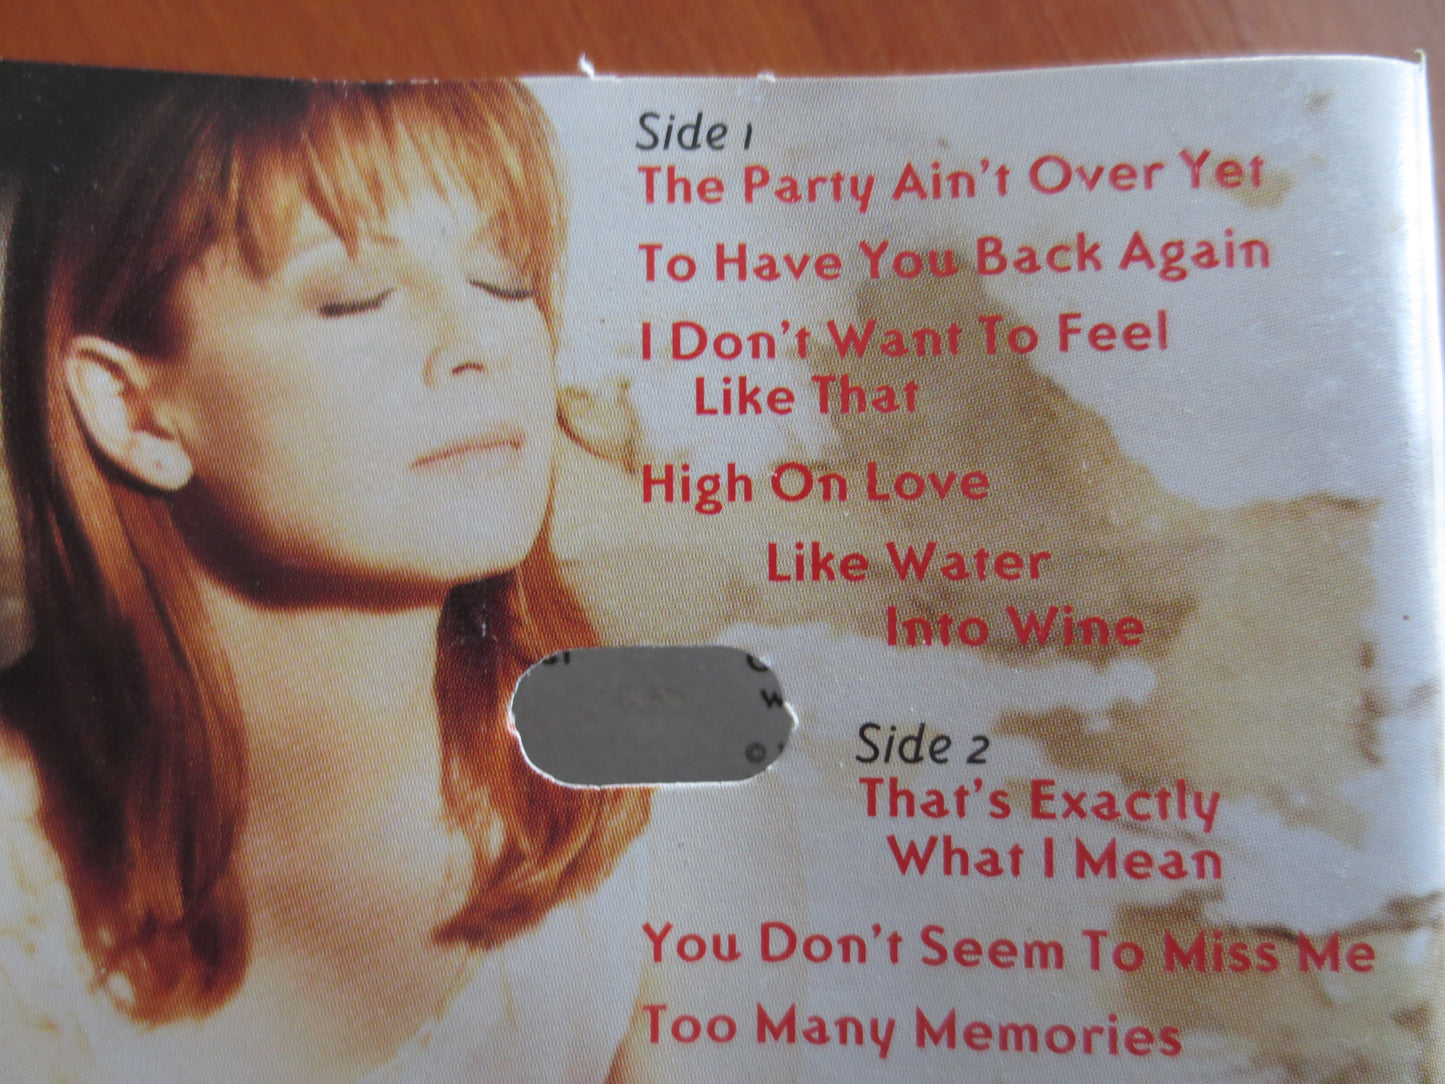 Side 1
The Party Ain't Over Yet
To Have You Back Again
I Don't Want To Feel
Like That
High On Love
Like Water
Into Wine
©
Side 2
That's Exactly
What I Mean
You Don't Seem To Miss Me
Too Many Memories